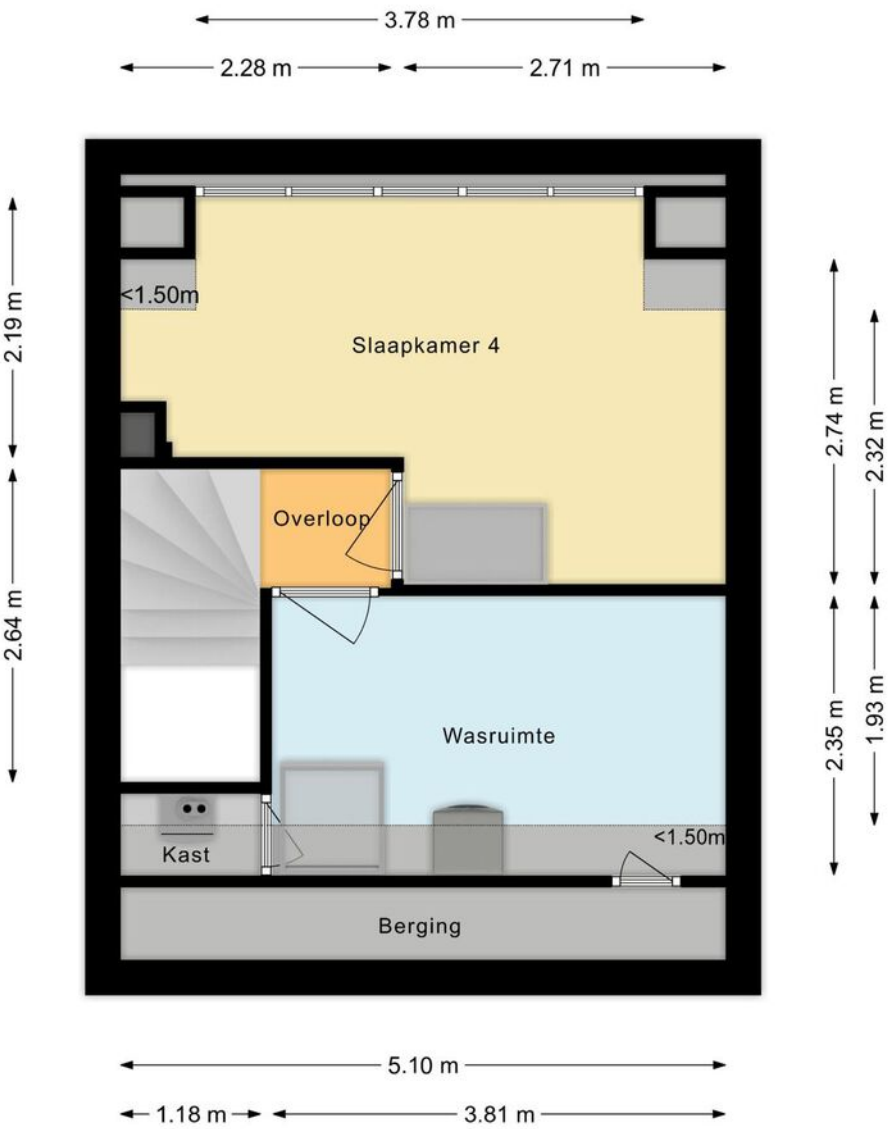 3.78 m
2.28 m
2.71 m
<1.50m
2.19 m
Slaapkamer 4
2.74 m
2.32 m
Overloop
2.64 m
Wasruimte
2.35 m
1.93 m
<1.50m
Kast
Berging
5.10 m
1.18 m
3.81 m